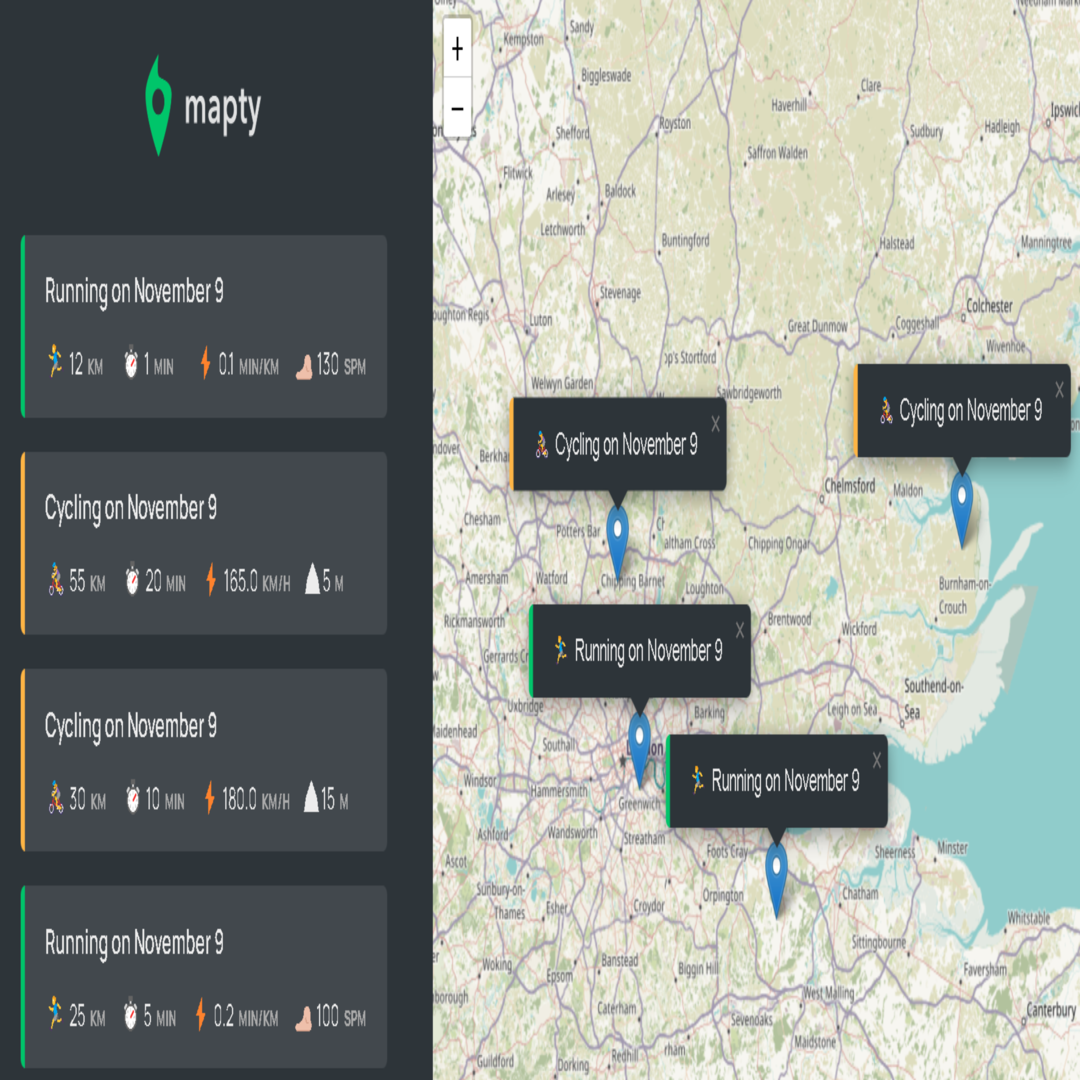 mapty
Running on November 9
12 KM 1 MIN 0.1 MIN/KM 130 SPM
Cycling on November 9
55 KM 20 MIN 165.0 KM/H 5 M
Cycling on November 9
30 KM 10 MIN 180.0 KM/H 15 M
Running on November 9
25 KM 5 MIN 0.2 MIN/KM 100 SPM
+
−
Kempston
Sandy
Biggleswade
Clare
Haverhill
Ipswic
Shefford
Royston
Sudbury
Hadleigh
Saffron Walden
Flitwick
Arlesey
Baldock
Letchworth
Buntingford
Halstead
Manningtree
Stevenage
Luton
oughton Regis
Great Dunmow
Coggeshall
Colchester
Wivenhoe
op's Stortford
Welwyn Garden
Sawbridgeworth
Cycling on November 9
×
Cycling on November 9
×
Berkha
Chelmsford
Maldon
Chesham
Potters Bar
altham Cross
Chipping Ongar
Amersham
Watford
Chipping Barnet
Loughton
Burnham-on-
Crouch
Rickmansworth
Brentwood
Wickford
Gerrards Cr
Running on November 9
×
Southend-on-
Sea
Uxbridge
Barking
Leigh on Sea
aidenhead
Southall
Windsor
Hammersmith
Greenwich
Running on November 9
×
Ashford
Wandsworth
Streatham
Foots Cray
Sheerness
Minster
Ascot
Sunbury-on-
Thames
Esher
Croydon
Orpington
Chatham
Whitstable
Sittingbourne
Woking
Epsom
Banstead
Biggin Hill
Faversham
West Malling
Caterham
Sevenoaks
Canterbury
Maidstone
Guildford
Dorking
Redhill
rham